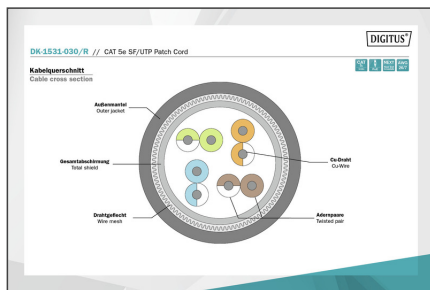 DIGITUS®
DK-1531-030/R // CAT 5e SF/UTP Patch Cord
Kabelquerschnitt
Cable cross section
Außenmantel
Outer jacket
Gesamtabschirmung
Total shield
Cu-Draht
Cu-Wire
Drahtgeflecht
Wire mesh
Adernpaare
Twisted pair